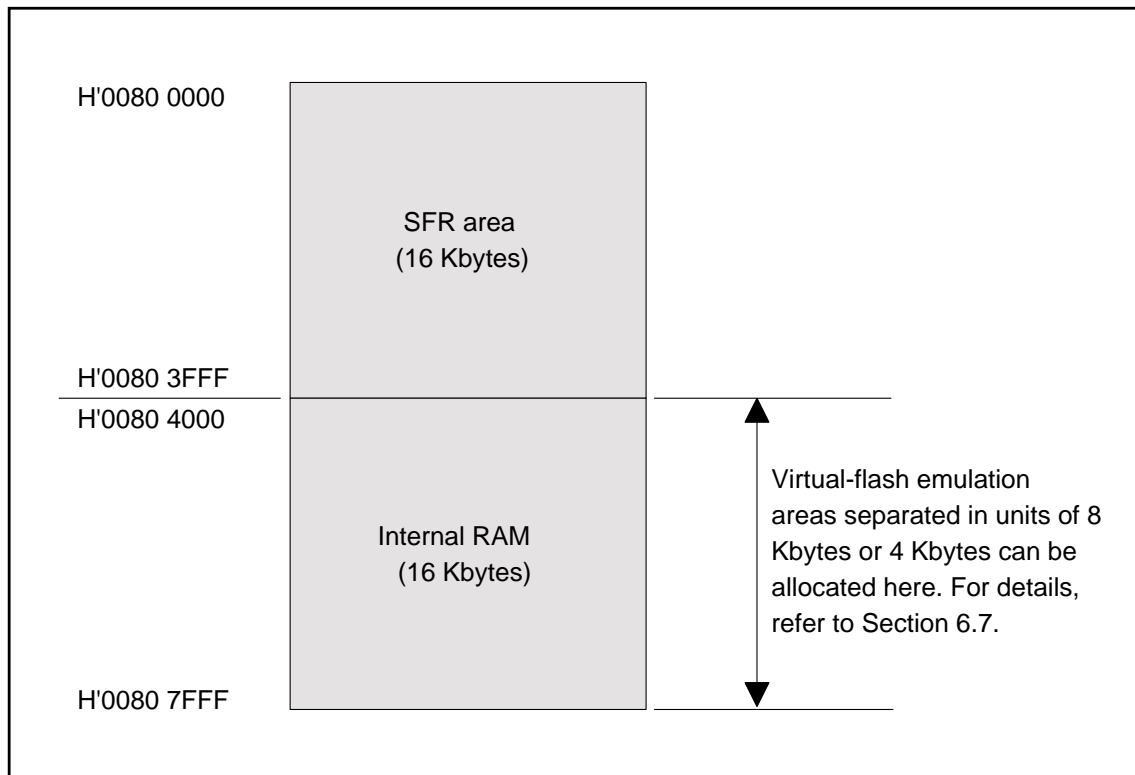 H'0080 0000
SFR area
(16 Kbytes)
H'0080 3FFF
H'0080 4000
Internal RAM
(16 Kbytes)
Virtual-flash emulation
areas separated in units of 8
Kbytes or 4 Kbytes can be
allocated here. For details,
refer to Section 6.7.
H'0080 7FFF